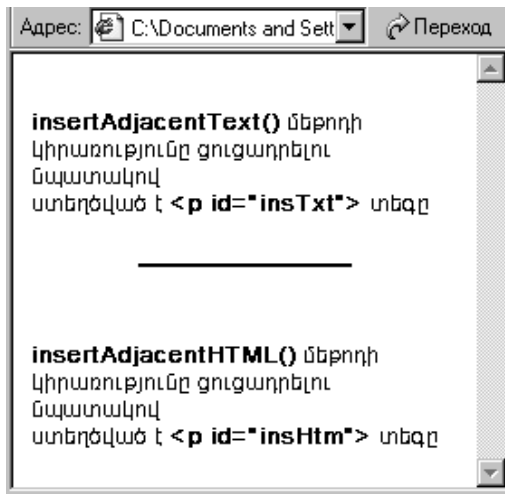 Адрес: C:\Documents and Sett Переход
insertAdjacentText() մեթոդի
կիրառությունը ցուցադրելու
նպատակով
ստեղծված է <p id="insTxt"> տեգը
insertAdjacentHTML() մեթոդի
կիրառությունը ցուցադրելու
նպատակով
ստեղծված է <p id="insHtm"> տեգը